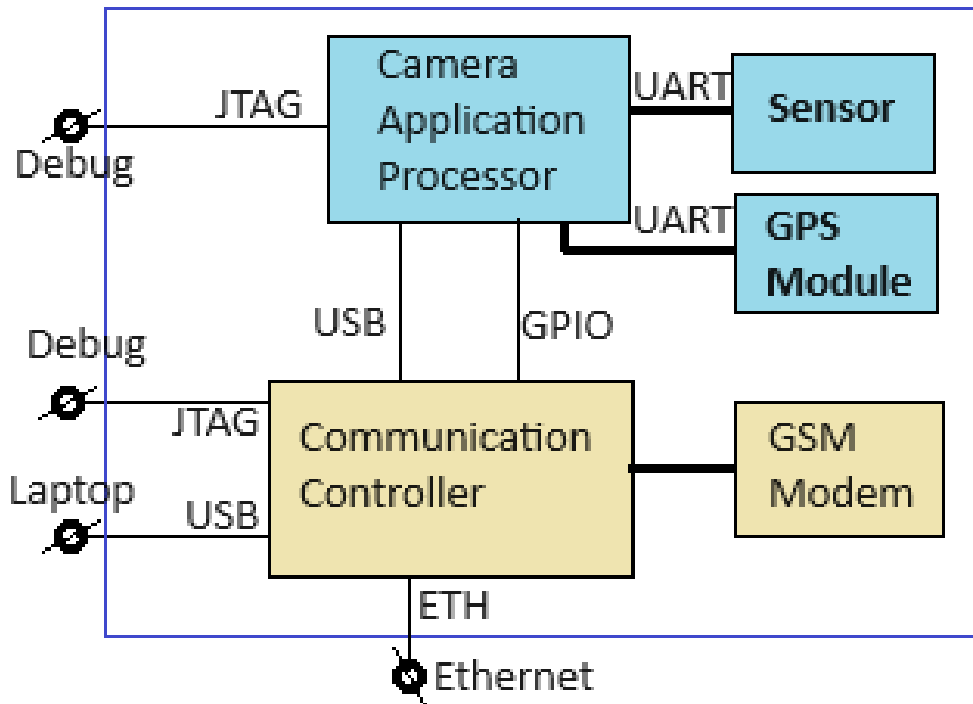 Camera
Application
Processor
UART
Sensor
JTAG
Debug
UART
GPS
Module
USB
GPIO
Debug
JTAG
Communication
Controller
GSM
Modem
Laptop
USB
ETH
Ethernet